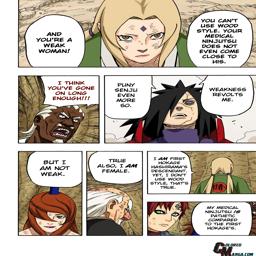 AND
YOU'RE A
WEAK
WOMAN!
YOU CAN'T
USE WOOD
STYLE. YOUR
MEDICAL
NINJUTSU
DOES NOT
EVEN COME
CLOSE TO
HIS.
I THINK
YOU'VE GONE
ON LONG
ENOUGH!!!
PUNY
SENJU
EVEN
MORE SO.
WEAKNESS
REVOLTS
ME.
BUT I
AM NOT
WEAK.
TRUE
ALSO, I AM
FEMALE.
I AM FIRST
HOKAGE
HASHIRAMA'S
DESCENDANT.
YET, I DON'T
USE WOOD
STYLE, THAT'S
TRUE.
MY MEDICAL
NINJUTSU IS
PATHETIC
COMPARED
TO THE FIRST
HOKAGE'S.
COLORED
MANGA.COM